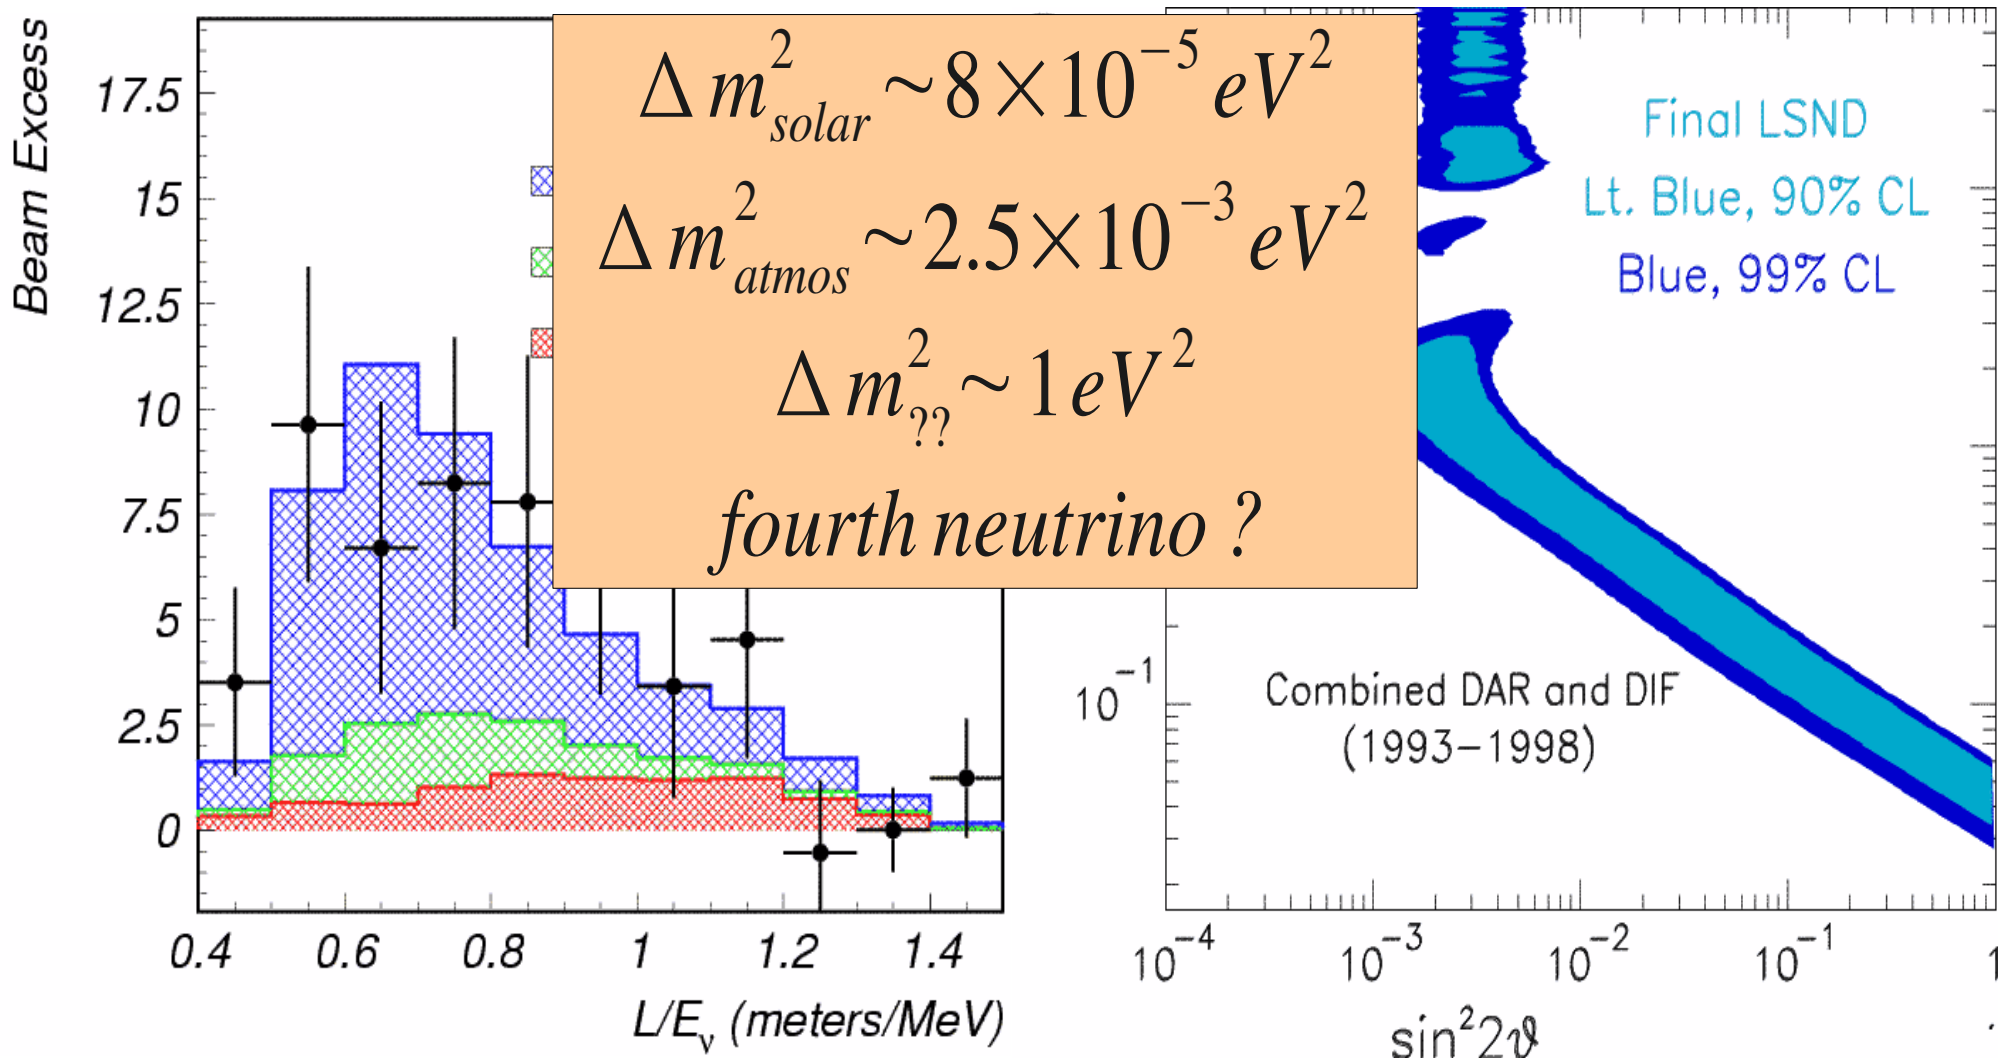 Beam Excess
17.5
15
12.5
10
7.5
5
2.5
0
0.4 0.6 0.8 1 1.2 1.4
L/Eν (meters/MeV)
Δm²solar ~8×10⁻⁵ eV²
Δm²atmos ~2.5×10⁻³ eV²
Δm²?? ~1eV²
fourth neutrino ?
Final LSND
Lt. Blue, 90% CL
Blue, 99% CL
10⁻¹
Combined DAR and DIF
(1993–1998)
10⁻⁴ 10⁻³ 10⁻² 10⁻¹ 1
sin²2ϑ